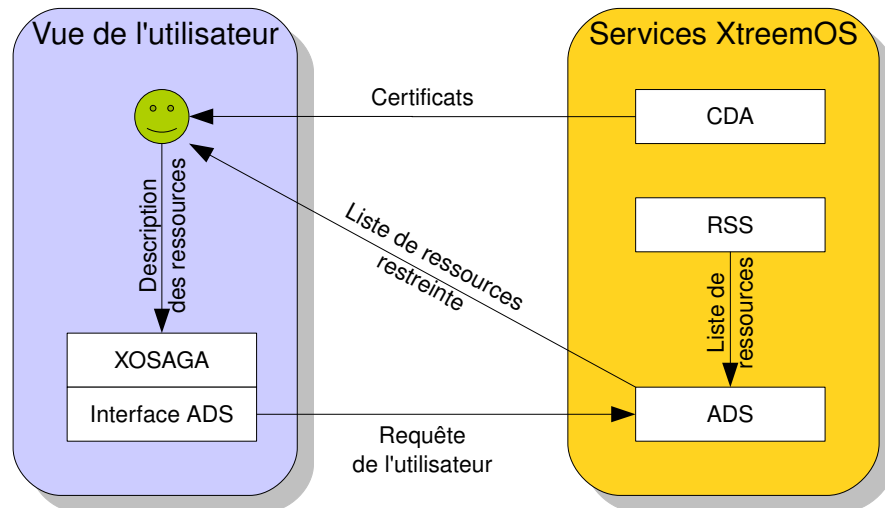 Vue de l'utilisateur
Services XtreemOS
Certificats
CDA
Description
des ressources
Liste de ressources
restreinte
RSS
Liste de
ressources
XOSAGA
Interface ADS
ADS
Requête
de l'utilisateur